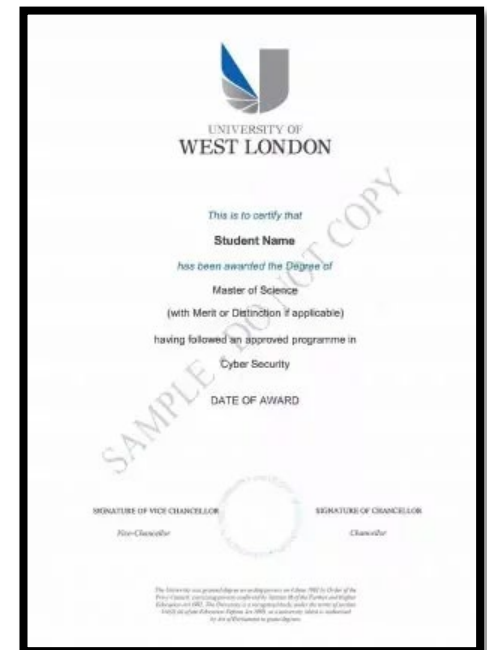 UNIVERSITY OF
WEST LONDON
This is to certify that
Student Name
has been awarded the Degree of
Master of Science
(with Merit or Distinction if applicable)
having followed an approved programme in
Cyber Security
DATE OF AWARD
SAMPLE - DO NOT COPY
SIGNATURE OF VICE CHANCELLOR
SIGNATURE OF CHANCELLOR
Vice-Chancellor
Chancellor